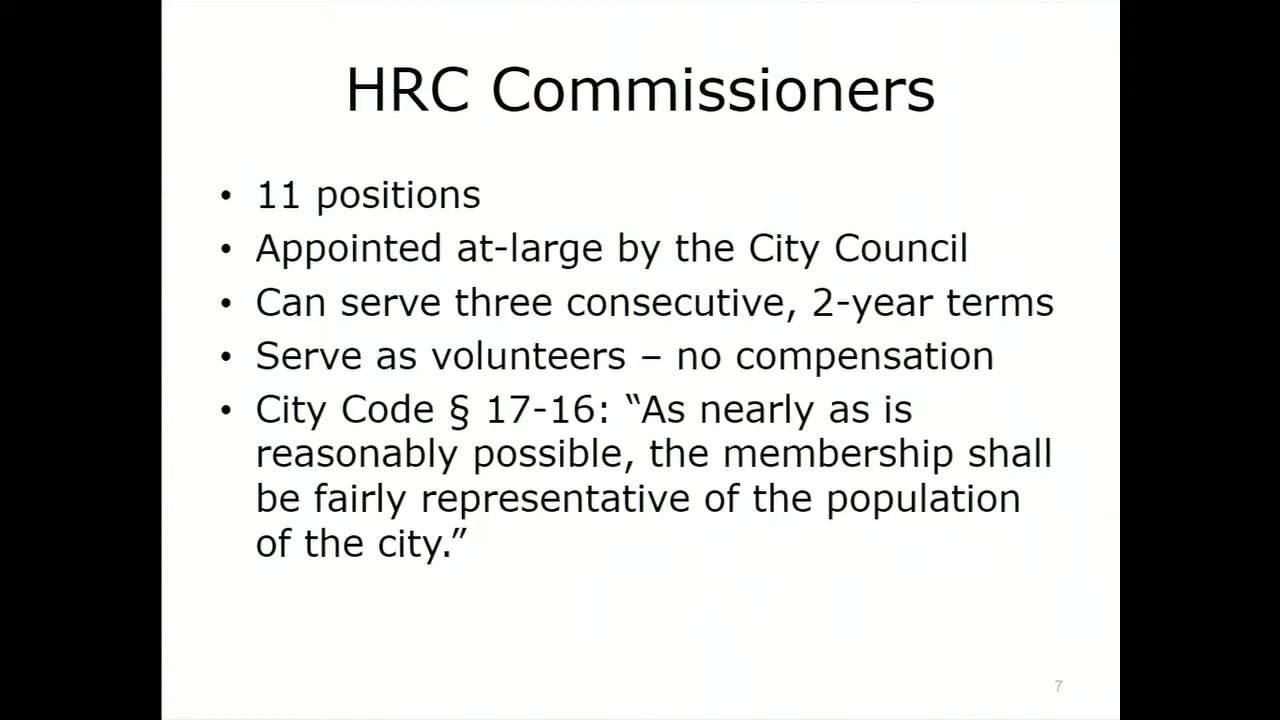 HRC Commissioners
• 11 positions
• Appointed at-large by the City Council
• Can serve three consecutive, 2-year terms
• Serve as volunteers – no compensation
• City Code § 17-16: “As nearly as is
reasonably possible, the membership shall
be fairly representative of the population
of the city.”
7